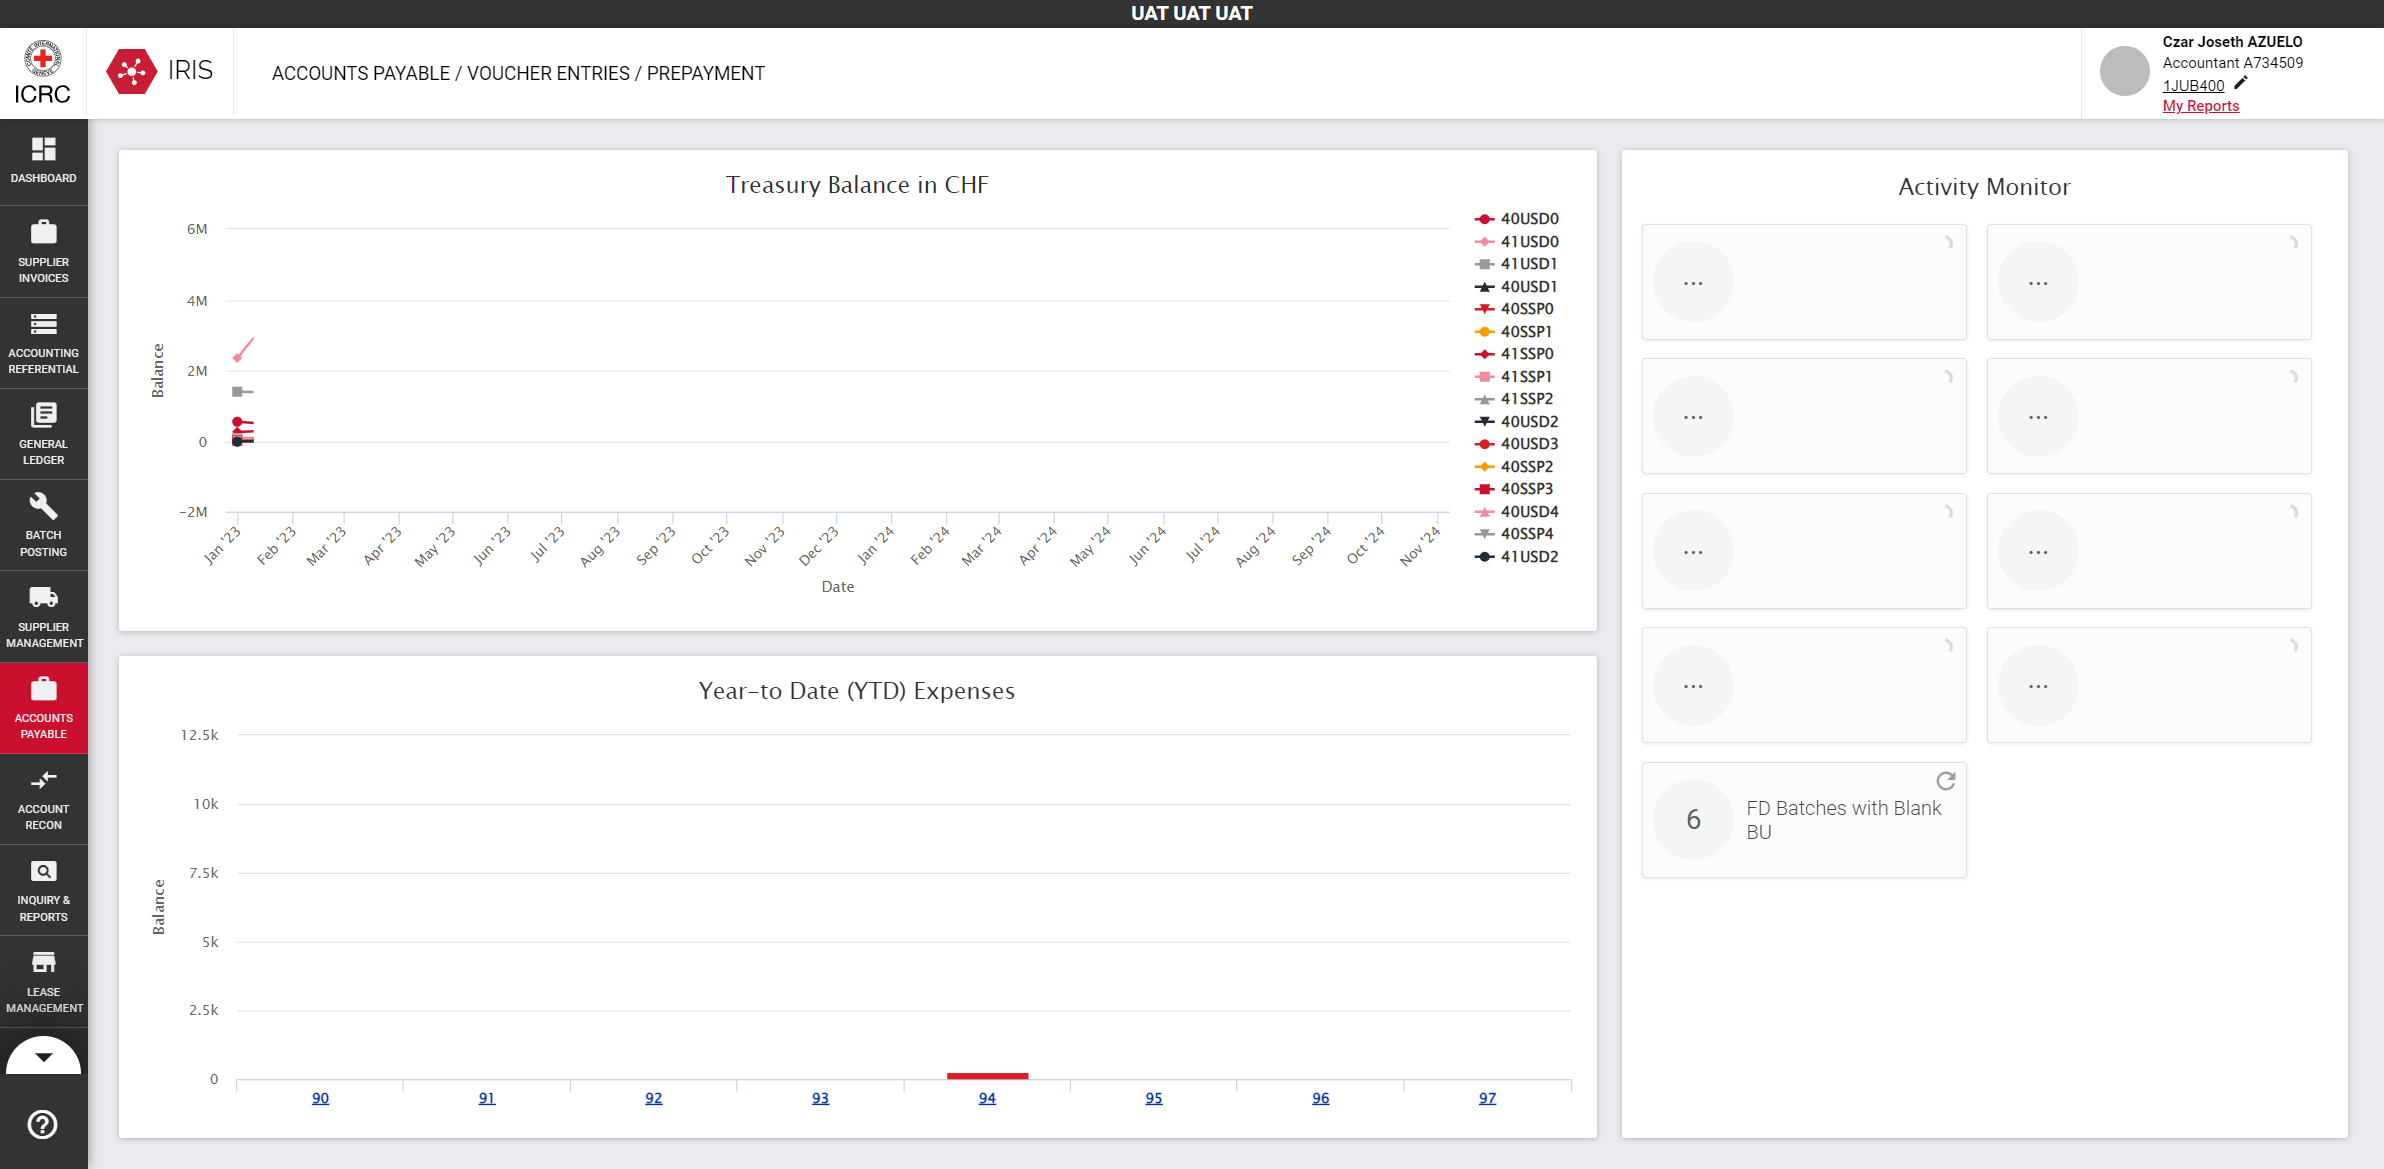 UAT UAT UAT
COMITE INTERNATIONAL GENEVE
ICRC
IRIS
ACCOUNTS PAYABLE / VOUCHER ENTRIES / PREPAYMENT
Czar Joseth AZUELO
Accountant A734509
1JUB400
My Reports
DASHBOARD
SUPPLIER
INVOICES
ACCOUNTING
REFERENTIAL
GENERAL
LEDGER
BATCH
POSTING
SUPPLIER
MANAGEMENT
ACCOUNTS
PAYABLE
ACCOUNT
RECON
INQUIRY &
REPORTS
LEASE
MANAGEMENT
Treasury Balance in CHF
Balance
6M
4M
2M
0
-2M
Jan '23
Feb '23
Mar '23
Apr '23
May '23
Jun '23
Jul '23
Aug '23
Sep '23
Oct '23
Nov '23
Dec '23
Jan '24
Feb '24
Mar '24
Apr '24
May '24
Jun '24
Jul '24
Aug '24
Sep '24
Oct '24
Nov '24
Date
40USD0
41USD0
41USD1
40USD1
40SSP0
40SSP1
41SSP0
41SSP1
41SSP2
40USD2
40USD3
40SSP2
40SSP3
40USD4
40SSP4
41USD2
Year-to Date (YTD) Expenses
Balance
12.5k
10k
7.5k
5k
2.5k
0
90
91
92
93
94
95
96
97
Activity Monitor
...
...
...
...
...
...
...
...
6
FD Batches with Blank
BU